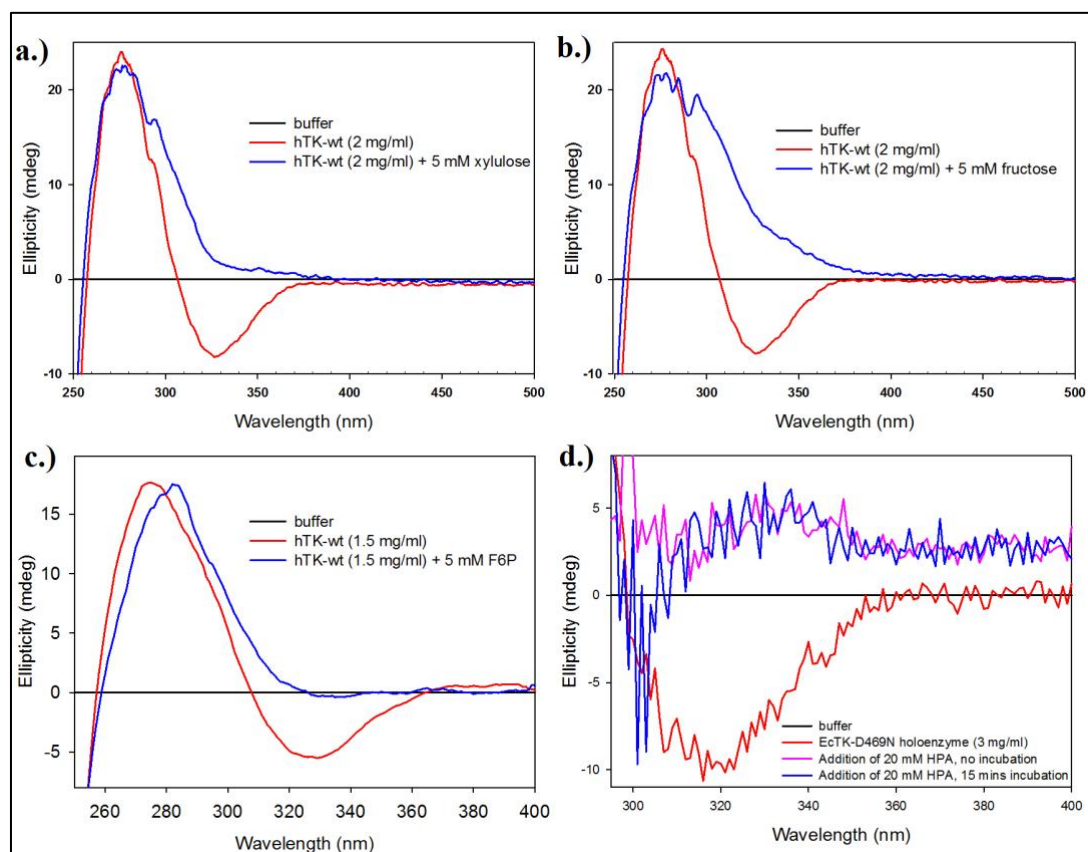 a.)
20
10
0
-10
Ellipticity (mdeg)
buffer
hTK-wt (2 mg/ml)
hTK-wt (2 mg/ml) + 5 mM xylulose
250 300 350 400 450 500
Wavelength (nm)
b.)
20
10
0
-10
Ellipticity (mdeg)
buffer
hTK-wt (2 mg/ml)
hTK-wt (2 mg/ml) + 5 mM fructose
250 300 350 400 450 500
Wavelength (nm)
c.)
15
10
5
0
-5
Ellipticity (mdeg)
buffer
hTK-wt (1.5 mg/ml)
hTK-wt (1.5 mg/ml) + 5 mM F6P
260 280 300 320 340 360 380 400
Wavelength (nm)
d.)
5
0
-5
-10
Ellipticity (mdeg)
buffer
EcTK-D469N holoenzyme (3 mg/ml)
Addition of 20 mM HPA, no incubation
Addition of 20 mM HPA, 15 mins incubation
300 320 340 360 380 400
Wavelength (nm)